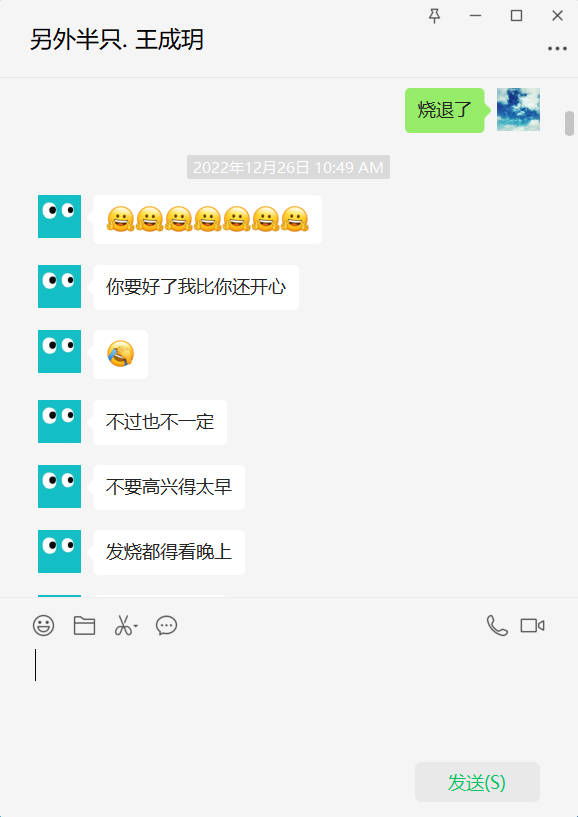 另外半只. 王成玥
烧退了
2022年12月26日 10:49 AM
🤗🤗🤗🤗🤗🤗🤗
你要好了我比你还开心
🤣
不过也不一定
不要高兴得太早
发烧都得看晚上
发送(S)